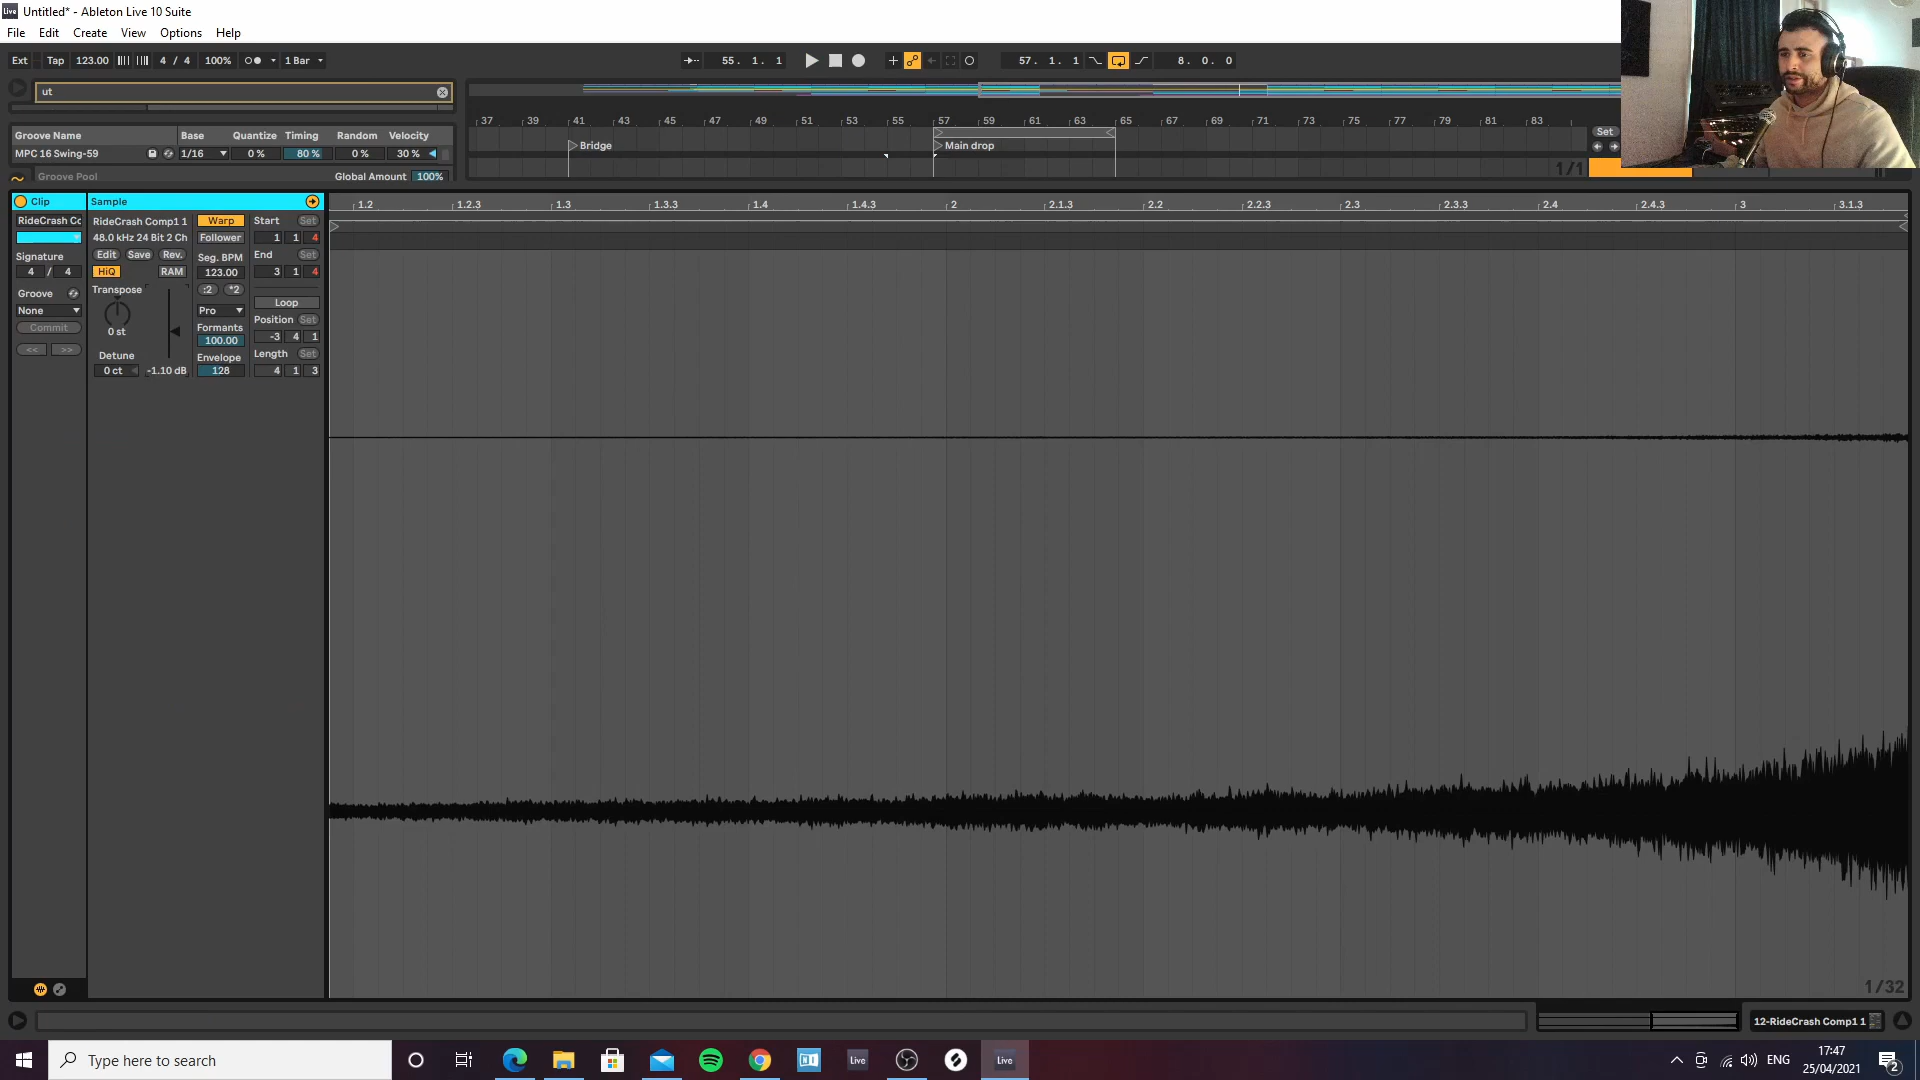 Live Untitled* - Ableton Live 10 Suite
File Edit Create View Options Help
Ext Tap 123.00 4 / 4 100% 1 Bar 55. 1. 1 57. 1. 1 8. 0. 0
ut
37 39 41 43 45 47 49 51 53 55 57 59 61 63 65 67 69 71 73 75 77 79 81 83
Set
Groove Name Base Quantize Timing Random Velocity
MPC 16 Swing-59 1/16 0 % 80 % 0 % 30 %
Bridge Main drop
Groove Pool Global Amount 100%
1/1
Clip Sample
1.2 1.2.3 1.3 1.3.3 1.4 1.4.3 2 2.1.3 2.2 2.2.3 2.3 2.3.3 2.4 2.4.3 3 3.1.3
RideCrash Cc RideCrash Comp1 1 Warp Start Set
48.0 kHz 24 Bit 2 Ch Follower 1 1 4
Signature Edit Save Rev. Seg. BPM End Set
4 / 4 HiQ RAM 123.00 3 1 4
Groove Transpose :2 *2
None Pro Loop
Commit 0 st Formants Position Set
100.00 -3 4 1
<< >> Detune Envelope Length Set
0 ct -1.10 dB 128 4 1 3
1/32
12-RideCrash Comp1 1
Type here to search
Live Live
ENG 17:47
25/04/2021
2